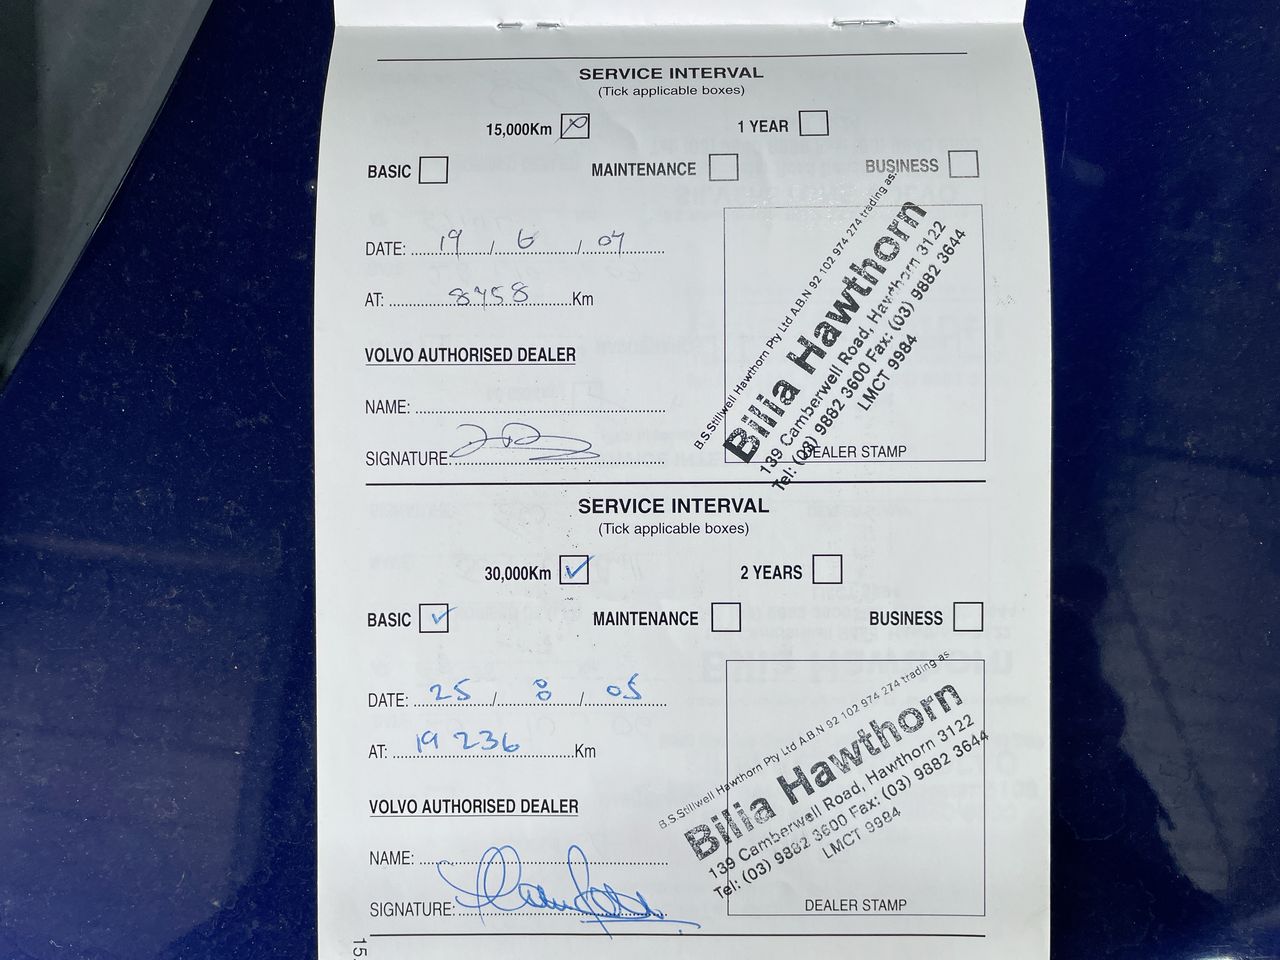 SERVICE INTERVAL
(Tick applicable boxes)
15,000Km 1 YEAR
BASIC MAINTENANCE BUSINESS
DATE: 19 / 6 / 04
AT: 8758 Km
VOLVO AUTHORISED DEALER
NAME:
SIGNATURE:
B.S.Stillwell Hawthorn Pty Ltd A.B.N 92 102 974 274 trading as
Bilia Hawthorn
139 Camberwell Road, Hawthorn 3122
Tel: (03) 9882 3600 Fax: (03) 9882 3644
LMCT 9984
DEALER STAMP
SERVICE INTERVAL
(Tick applicable boxes)
30,000Km 2 YEARS
BASIC MAINTENANCE BUSINESS
DATE: 25 / 8 / 05
AT: 19 236 Km
VOLVO AUTHORISED DEALER
NAME:
SIGNATURE:
B.S.Stillwell Hawthorn Pty Ltd A.B.N 92 102 974 274 trading as
Bilia Hawthorn
139 Camberwell Road, Hawthorn 3122
Tel: (03) 9882 3600 Fax: (03) 9882 3644
LMCT 9984
DEALER STAMP
15.